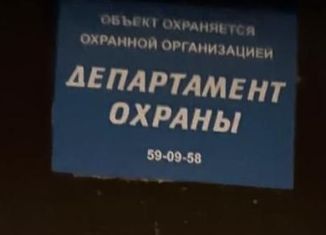 ОБЪЕКТ ОХРАНЯЕТСЯ
ОХРАННОЙ ОРГАНИЗАЦИЕЙ
ДЕПАРТАМЕНТ
ОХРАНЫ
59-09-58